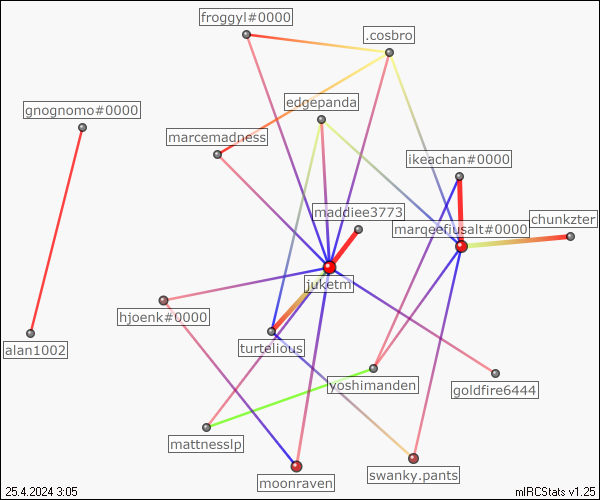 froggyl#0000
.cosbro
edgepanda
gnognomo#0000
marcemadness
ikeachan#0000
maddiee3773
chunkzter
marqeefiusalt#0000
juketm
hjoenk#0000
turtelious
alan1002
yoshimanden
goldfire6444
mattnesslp
swanky.pants
moonraven
25.4.2024 3:05
mIRCStats v1.25